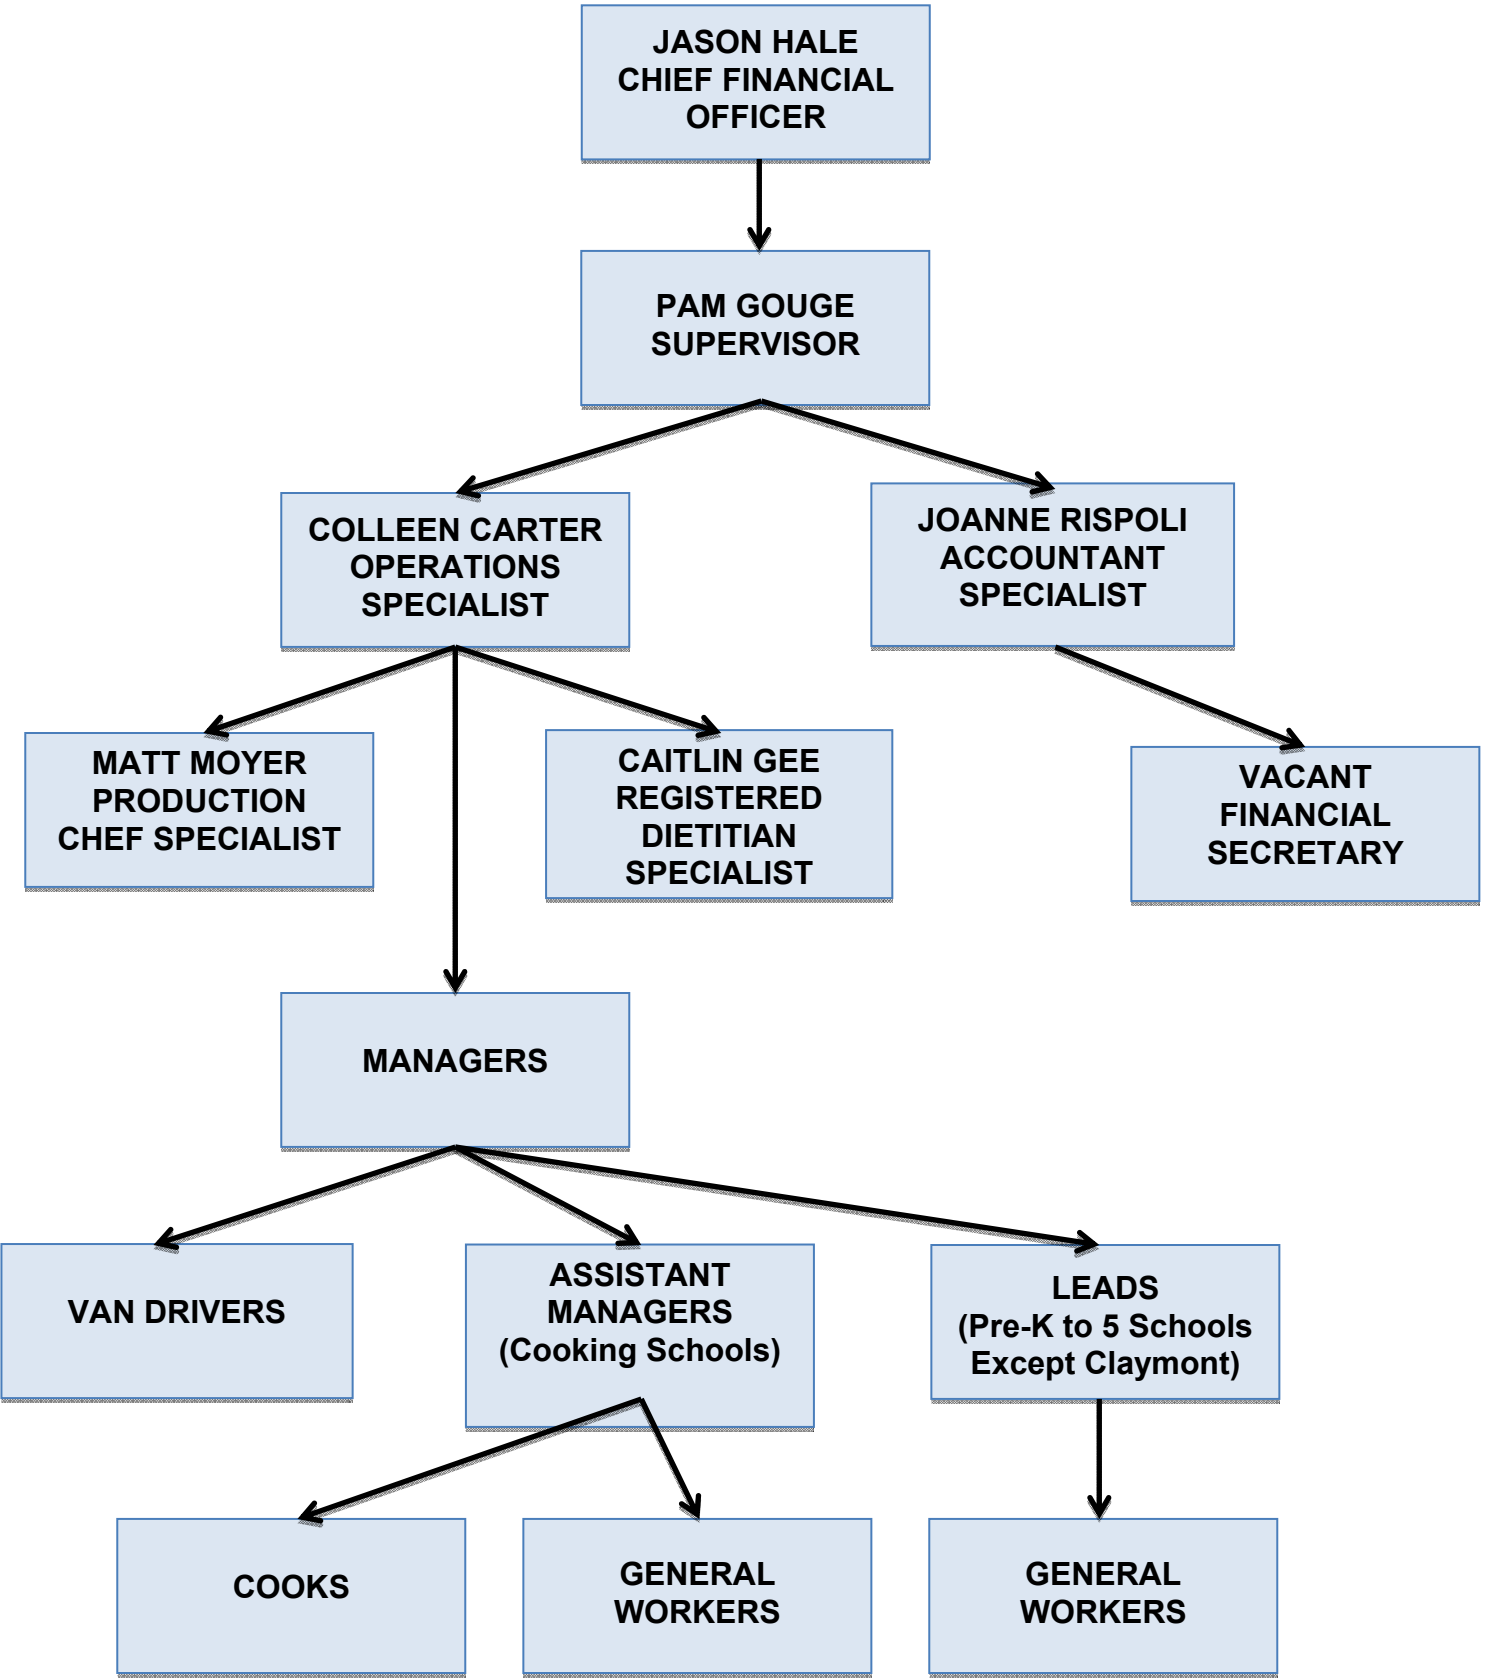 JASON HALE
CHIEF FINANCIAL
OFFICER
PAM GOUGE
SUPERVISOR
COLLEEN CARTER
OPERATIONS
SPECIALIST
JOANNE RISPOLI
ACCOUNTANT
SPECIALIST
MATT MOYER
PRODUCTION
CHEF SPECIALIST
CAITLIN GEE
REGISTERED
DIETITIAN
SPECIALIST
VACANT
FINANCIAL
SECRETARY
MANAGERS
VAN DRIVERS
ASSISTANT
MANAGERS
(Cooking Schools)
LEADS
(Pre-K to 5 Schools
Except Claymont)
COOKS
GENERAL
WORKERS
GENERAL
WORKERS